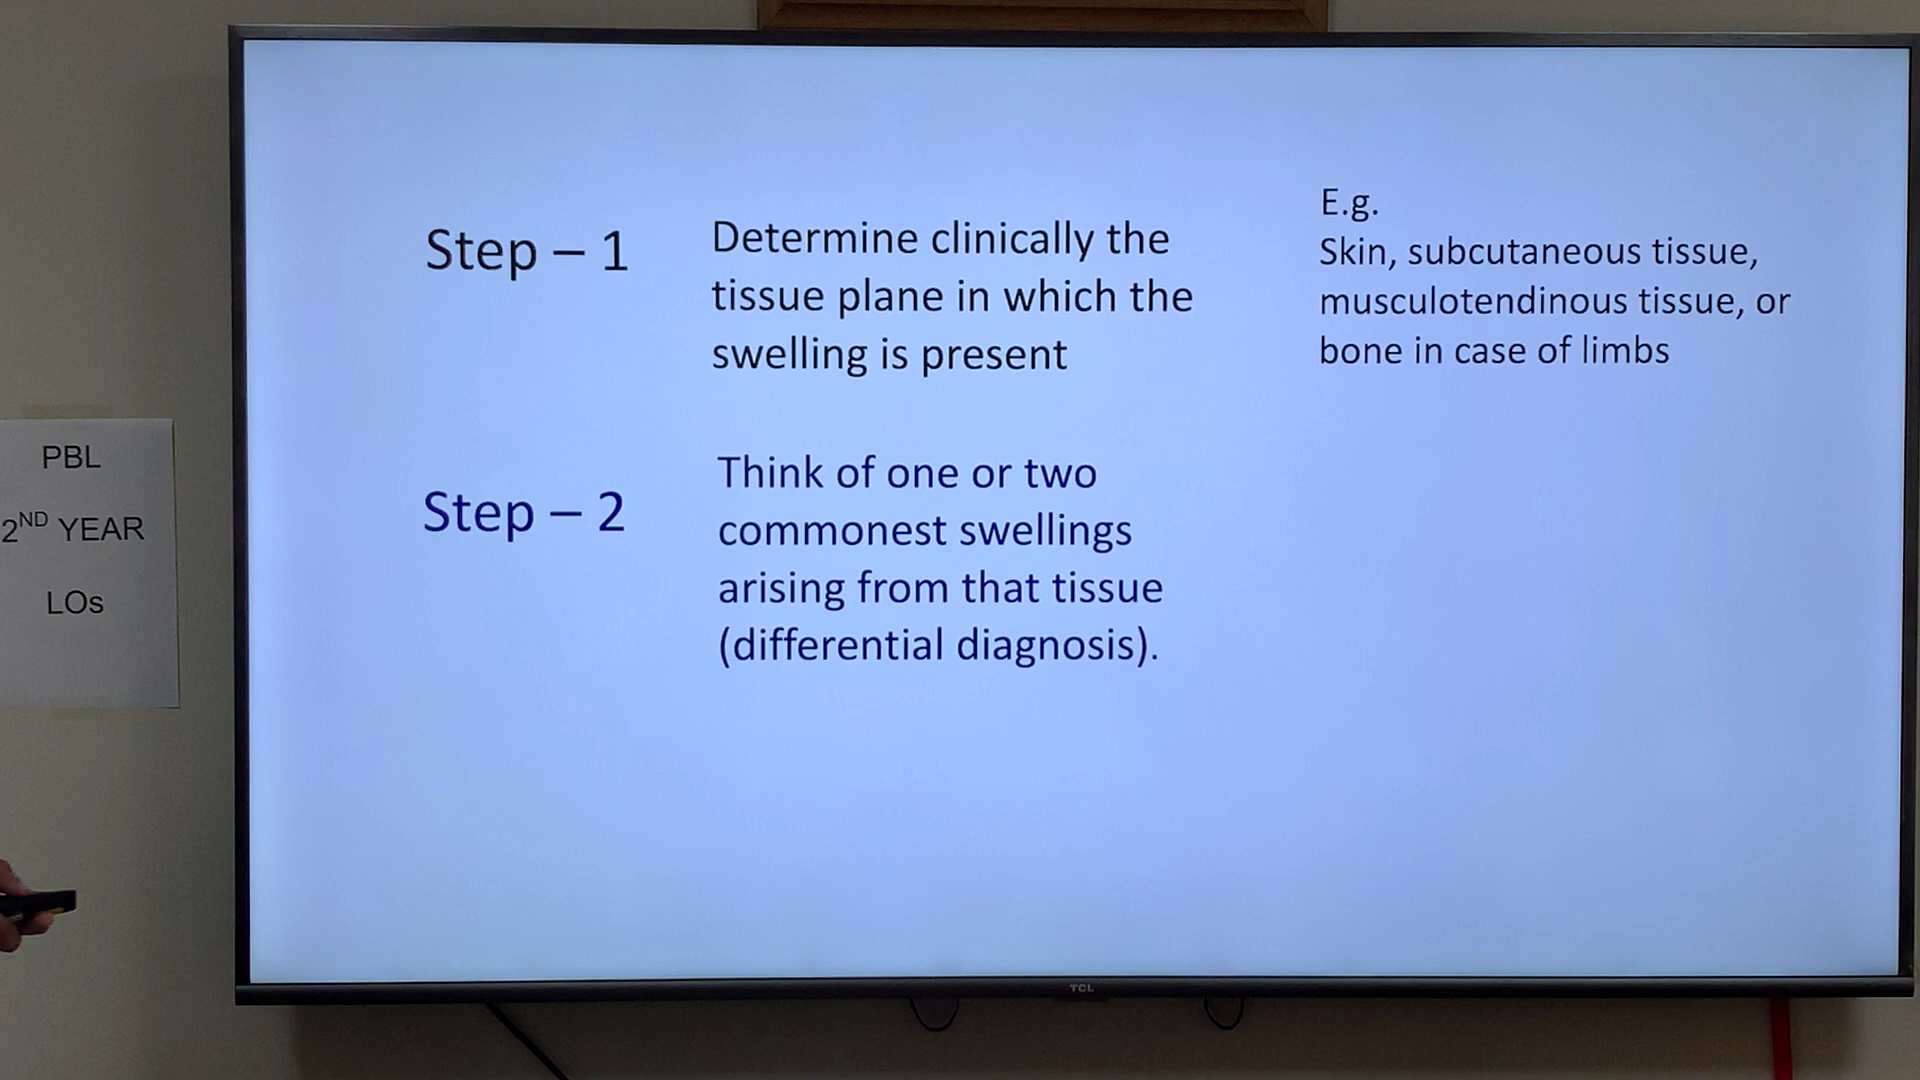 Step – 1
Determine clinically the
tissue plane in which the
swelling is present
E.g.
Skin, subcutaneous tissue,
musculotendinous tissue, or
bone in case of limbs
Step – 2
Think of one or two
commonest swellings
arising from that tissue
(differential diagnosis).
PBL
2ND YEAR
LOs
TCL